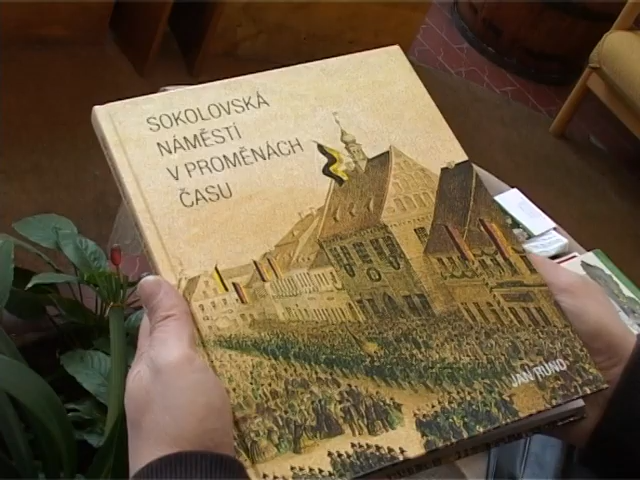 SOKOLOVSKÁ
NÁMĚSTÍ
V PROMĚNÁCH
ČASU
JAN RUND